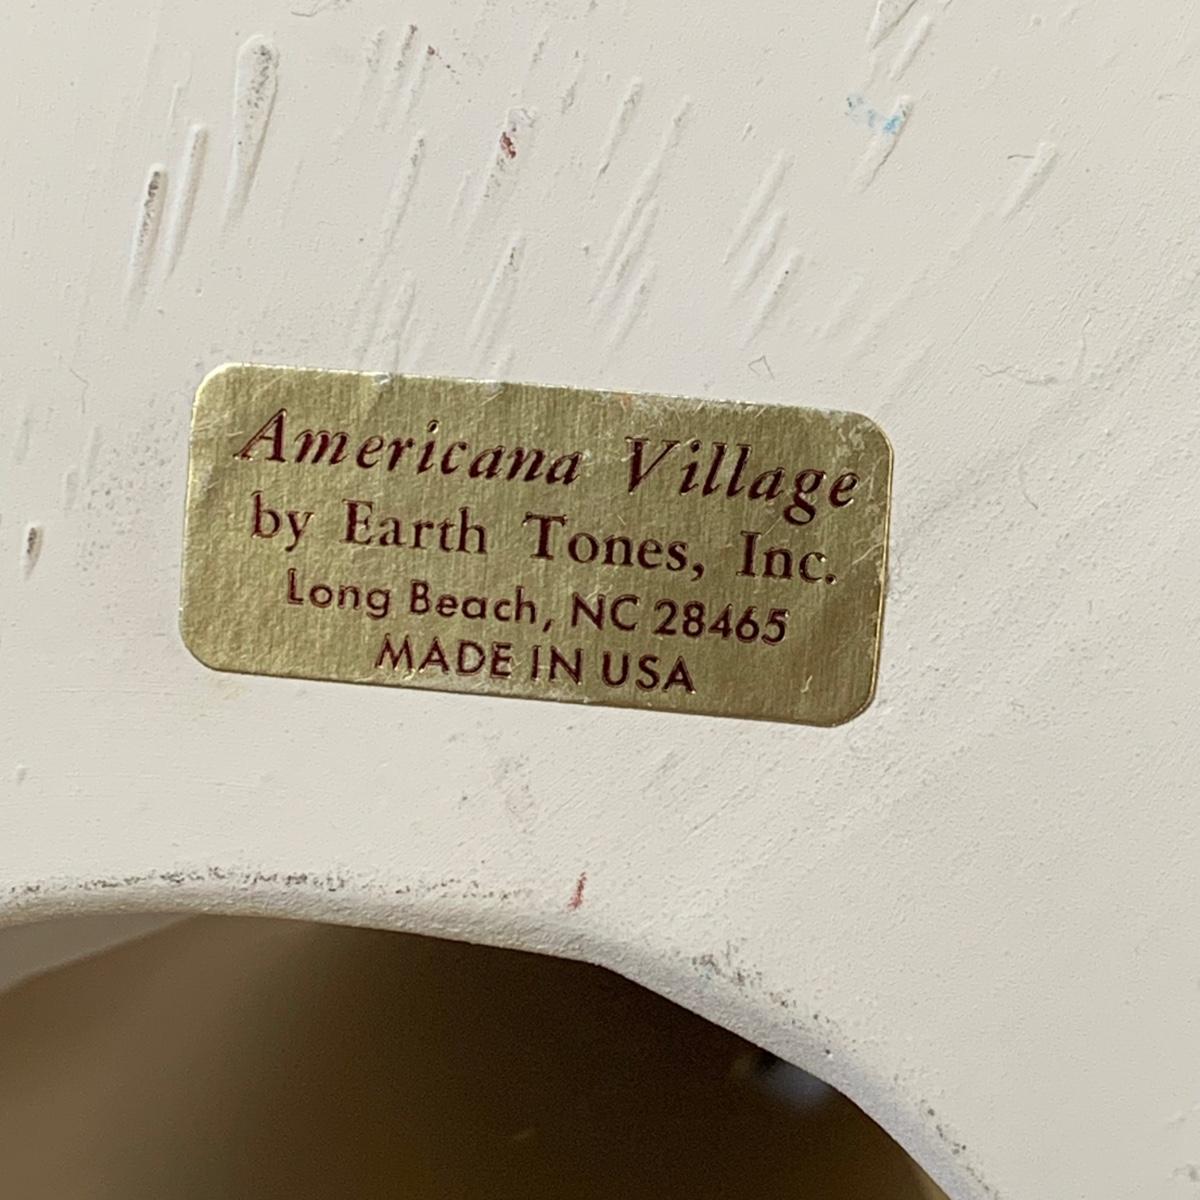 Americana Village
by Earth Tones, Inc.
Long Beach, NC 28465
MADE IN USA